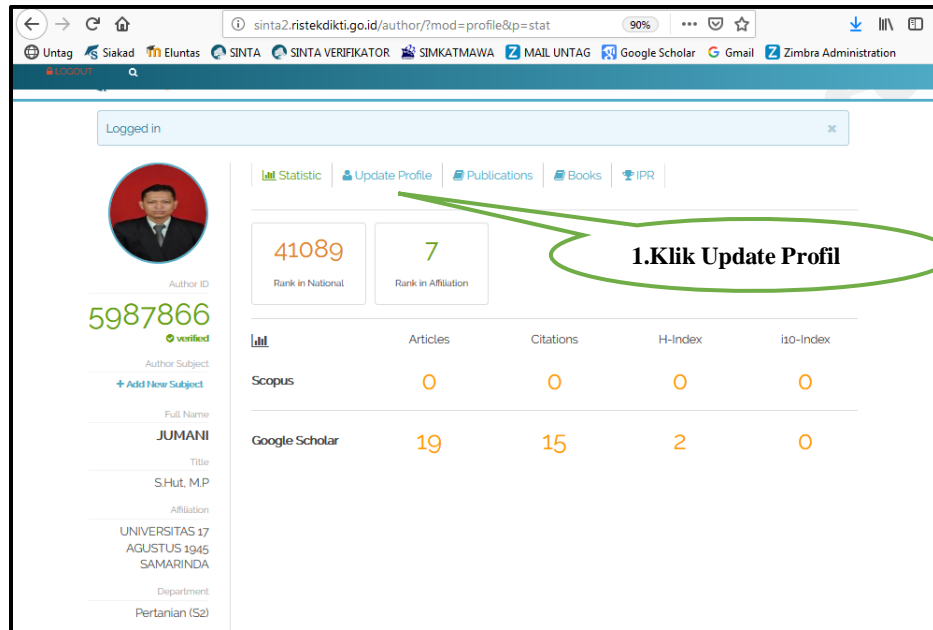 sinta2.ristekdikti.go.id/author/?mod=profile&p=stat 90%
Untag Siakad Eluntas SINTA SINTA VERIFIKATOR SIMKATMAWA MAIL UNTAG Google Scholar Gmail Zimbra Administration
LOGOUT
Logged in
Statistic Update Profile Publications Books IPR
1.Klik Update Profil
41089 7
Rank in National Rank in Affiliation
Author ID
5987866
verified
Author Subject
+ Add New Subject
Full Name
JUMANI
Title
S.Hut, M.P
Affiliation
UNIVERSITAS 17
AGUSTUS 1945
SAMARINDA
Department
Pertanian (S2)
Articles Citations H-Index i10-Index
Scopus 0 0 0 0
Google Scholar 19 15 2 0